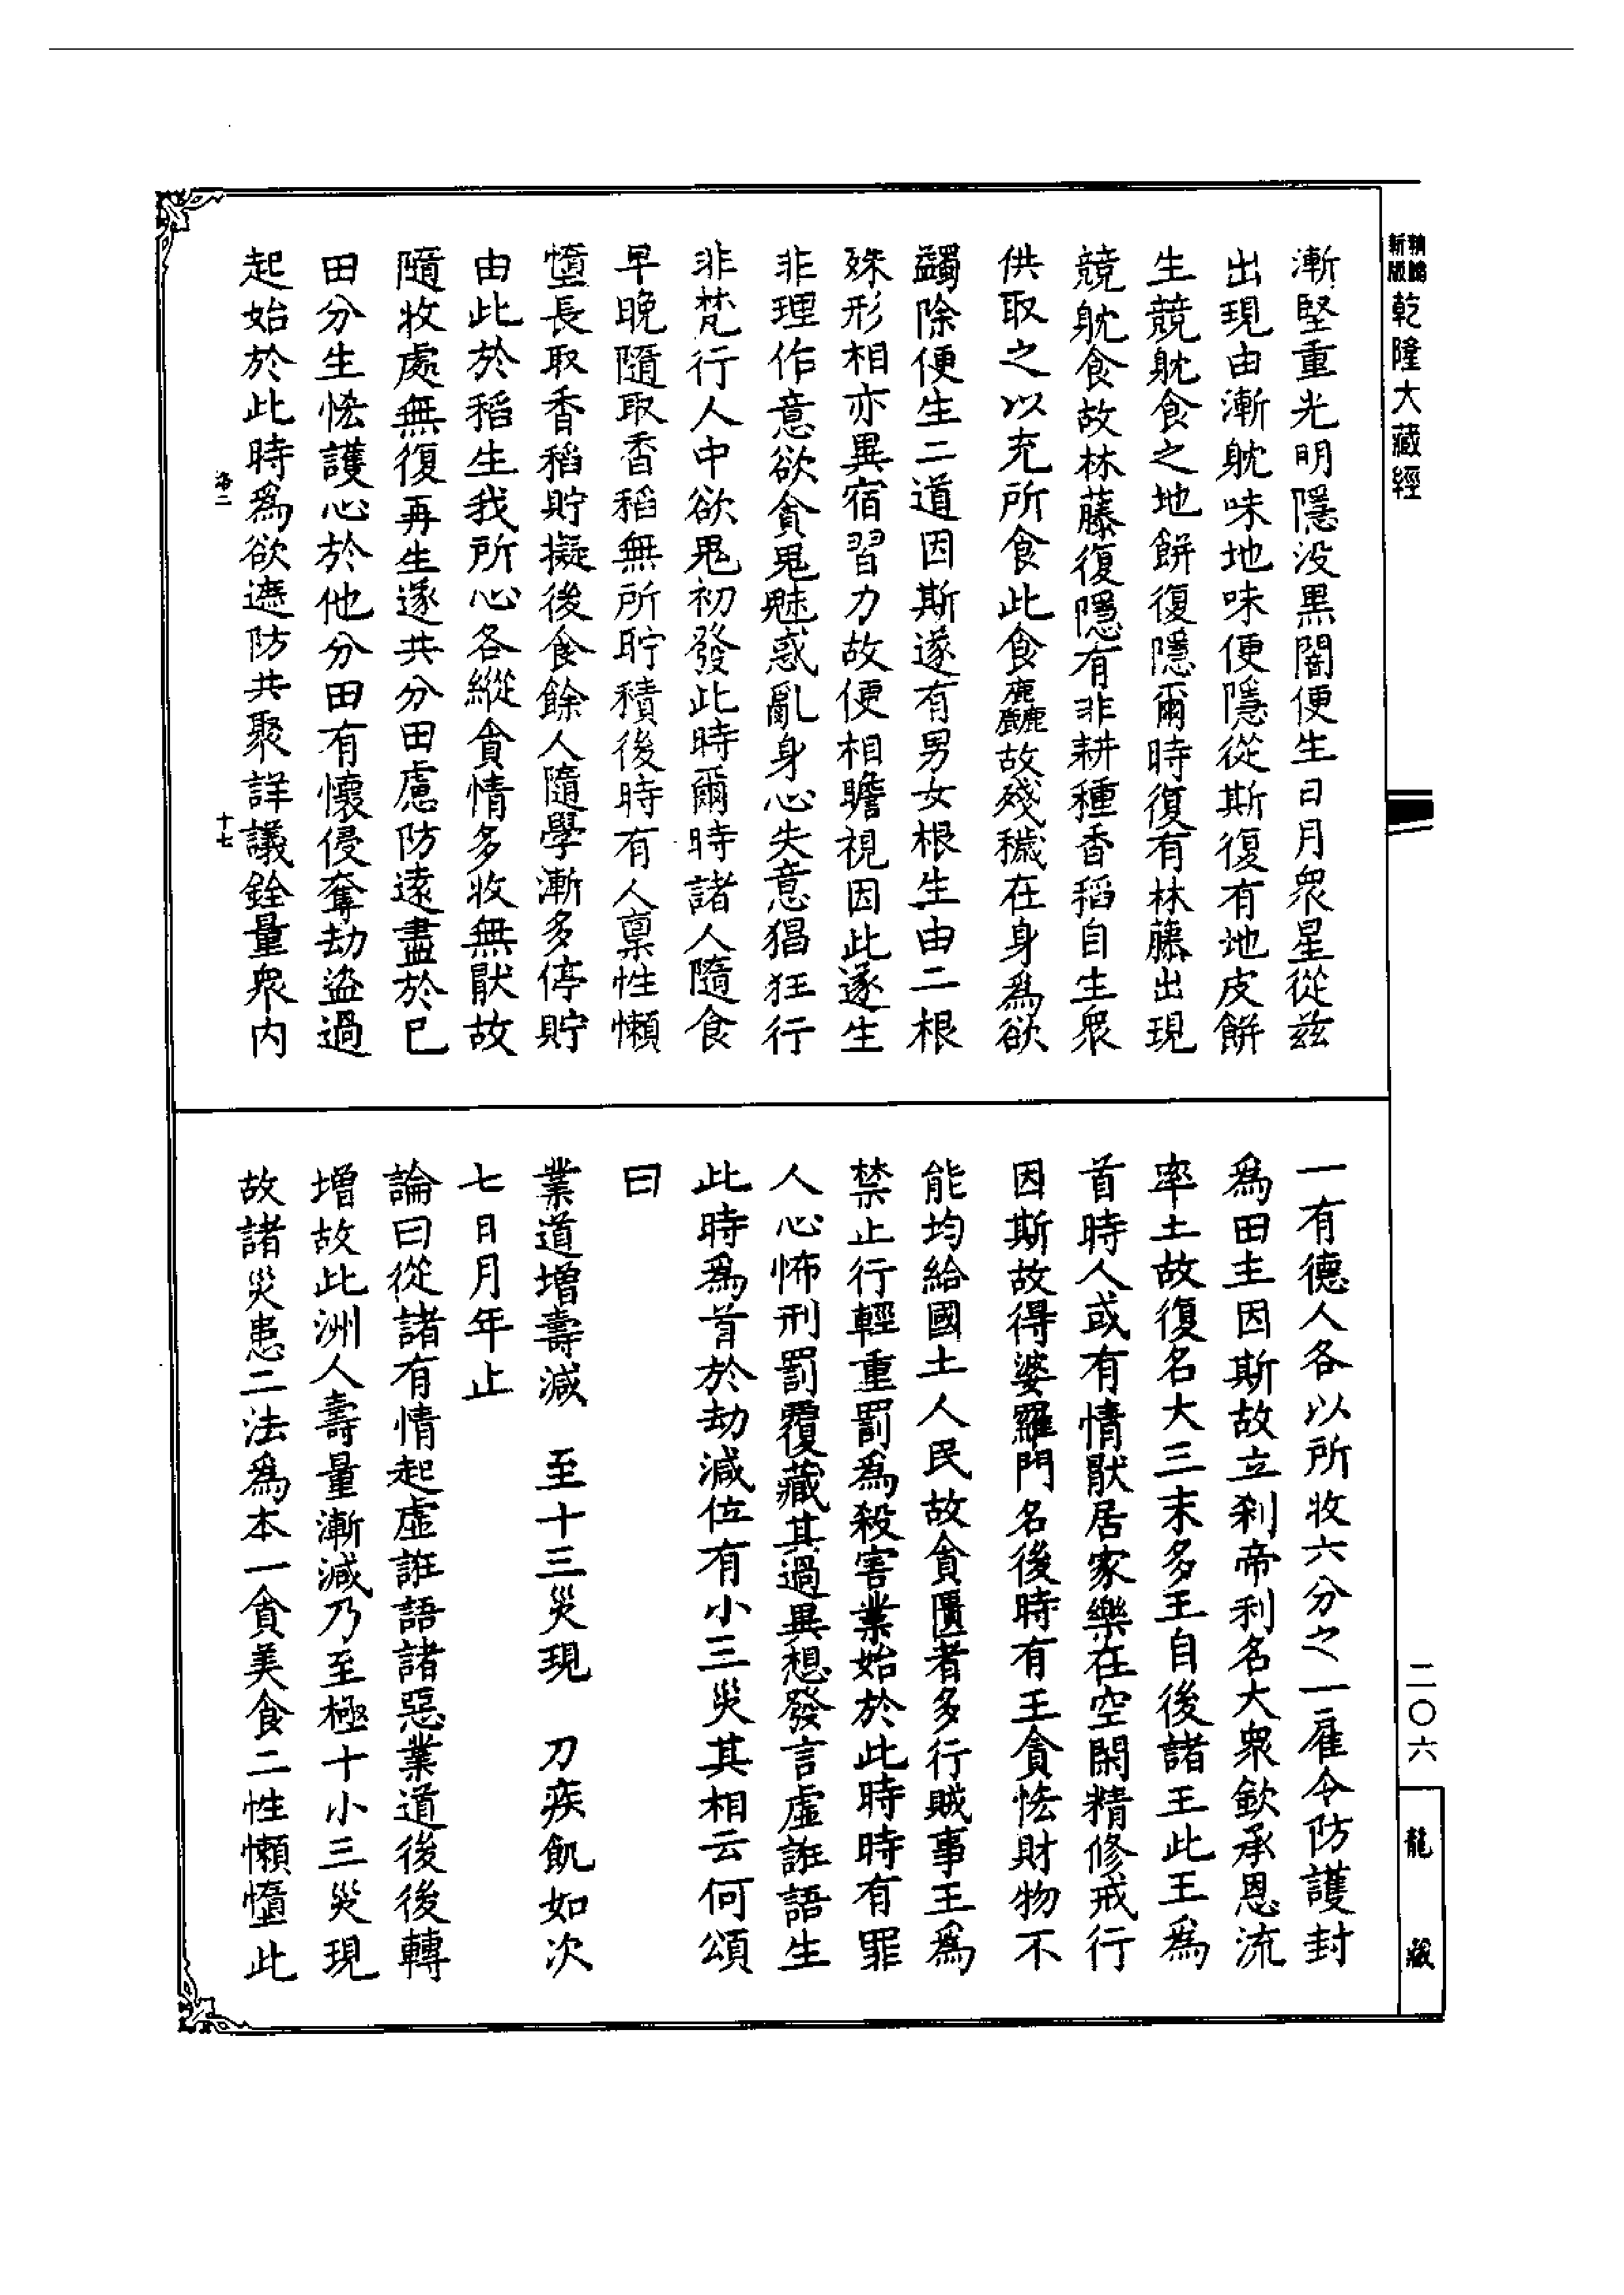 新版
乾隆大藏經
漸堅重光明隱没黒闇便生日月衆星從兹
出現由漸躭味地味便隱從斯復有地皮餅
生競躭食之地餅復隱爾時復有林藤出現
競躭食故林藤復隱有非耕種香稻自生衆
供取之以充所食此食麤故殘穢在身爲欲
蠲除便生二道因斯遂有男女根生由二根
殊形相亦異宿習力故便相瞻視因此遂生
非理作意欲貪鬼魅惑亂身心失意猖狂行
非梵行人中欲鬼初發此時爾時諸人隨食
早晚隨取香稻無所貯積後時有人稟性懶
墯長取香稻貯擬後食餘人隨學漸多停貯
由此於稻生我所心各縱貪情多收無猒故
隨收處無復再生遂共分田慮防遠盡於已
田分生恡護心於他分田有懷侵奪劫盜過
起始於此時爲欲遮防共聚詳議銓量衆内
十七
一有德人各以所收六分之一雇令防護封
爲田主因斯故立刹帝利名大衆欽承恩流
率土故復名大三末多王自後諸王此王爲
首時人或有情猒居家樂在空閑精修戒行
因斯故得婆羅門名後時有王貪恡財物不
能均給國土人民故貪匱者多行賊事王爲
禁止行輕重罰爲殺害業始於此時時有罪
人心怖刑罰覆藏其過異想發言虛誑語生
此時爲首於劫減位有小三災其相云何頌
曰
業道增壽減　至十三災現　刀疾飢如次
七日月年止
論曰從諸有情起虛誑語諸惡業道後後轉
增故此洲人壽量漸減乃至極十小三災現
故諸災患二法爲本一貪美食二性懶墯此
二〇六
龍藏